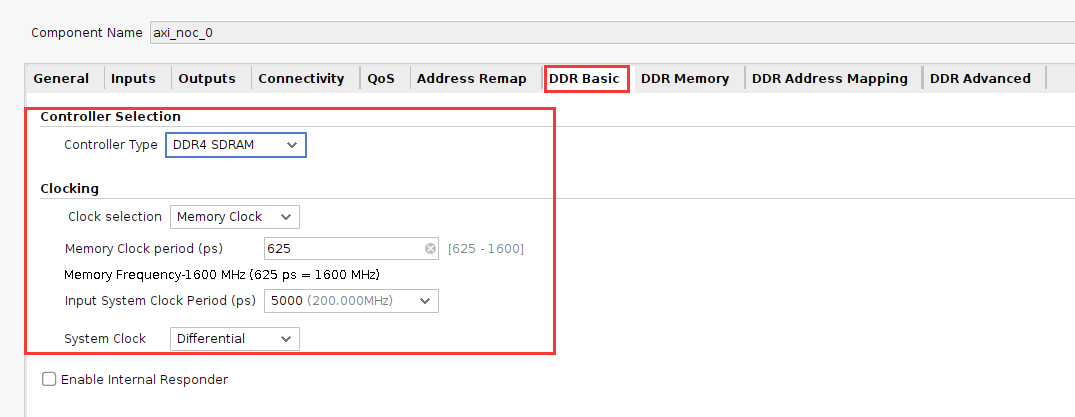 Component Name axi_noc_0
General Inputs Outputs Connectivity QoS Address Remap DDR Basic DDR Memory DDR Address Mapping DDR Advanced
Controller Selection
Controller Type DDR4 SDRAM
Clocking
Clock selection Memory Clock
Memory Clock period (ps) 625 [625 - 1600]
Memory Frequency-1600 MHz (625 ps = 1600 MHz)
Input System Clock Period (ps) 5000 (200.000MHz)
System Clock Differential
Enable Internal Responder